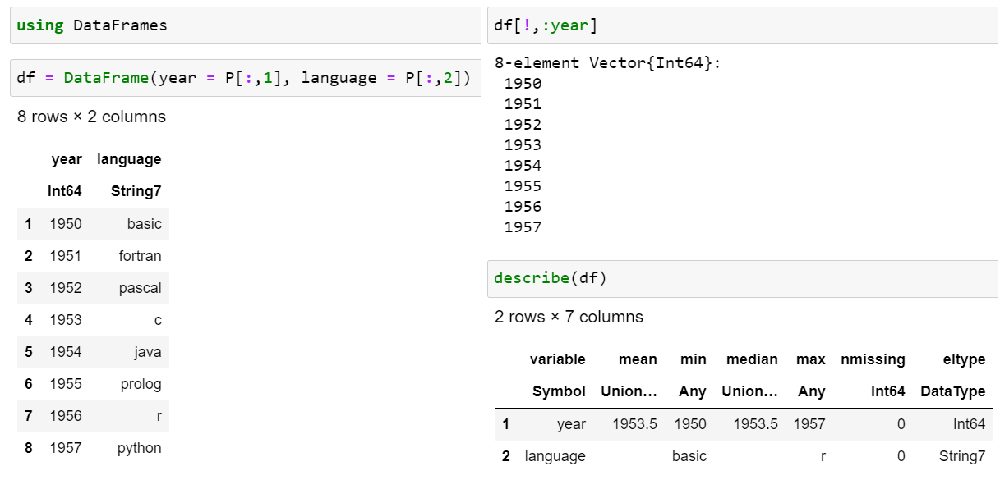 using DataFrames
df = DataFrame(year = P[:,1], language = P[:,2])
8 rows × 2 columns
year language
Int64 String7
1 1950 basic
2 1951 fortran
3 1952 pascal
4 1953 c
5 1954 java
6 1955 prolog
7 1956 r
8 1957 python
df[!,:year]
8-element Vector{Int64}:
1950
1951
1952
1953
1954
1955
1956
1957
describe(df)
2 rows × 7 columns
variable mean min median max nmissing eltype
Symbol Union… Any Union… Any Int64 DataType
1 year 1953.5 1950 1953.5 1957 0 Int64
2 language basic r 0 String7